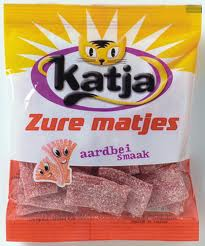 Katja
Zure matjes
aardbei
smaak